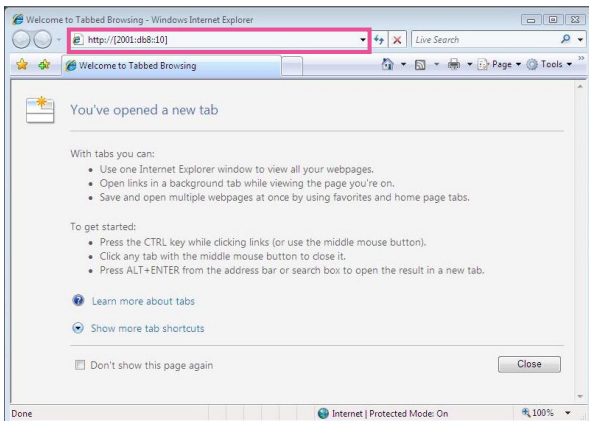 Welcome to Tabbed Browsing - Windows Internet Explorer
http://[2001:db8::10]
Live Search
Welcome to Tabbed Browsing
Page
Tools
You've opened a new tab
With tabs you can:
Use one Internet Explorer window to view all your webpages.
Open links in a background tab while viewing the page you're on.
Save and open multiple webpages at once by using favorites and home page tabs.
To get started:
Press the CTRL key while clicking links (or use the middle mouse button).
Click any tab with the middle mouse button to close it.
Press ALT+ENTER from the address bar or search box to open the result in a new tab.
Learn more about tabs
Show more tab shortcuts
Don't show this page again
Close
Done
Internet | Protected Mode: On
100%